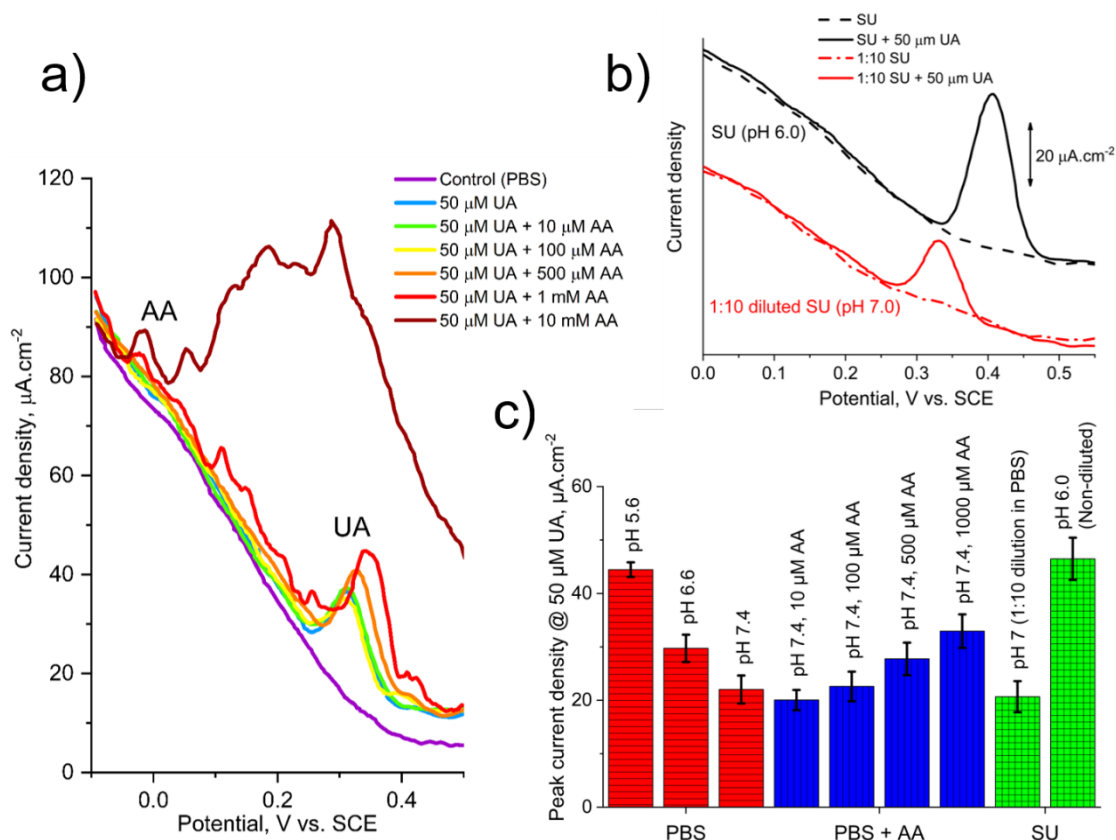 a)
120
100
80
60
40
20
0
Current density, µA.cm-2
0.0 0.2 0.4
Potential, V vs. SCE
Control (PBS)
50 µM UA
50 µM UA + 10 µM AA
50 µM UA + 100 µM AA
50 µM UA + 500 µM AA
50 µM UA + 1 mM AA
50 µM UA + 10 mM AA
AA
UA
b)
SU
SU + 50 µm UA
1:10 SU
1:10 SU + 50 µm UA
SU (pH 6.0)
20 µA.cm-2
1:10 diluted SU (pH 7.0)
Current density
0.0 0.1 0.2 0.3 0.4 0.5
Potential, V vs. SCE
c)
60
40
20
0
Peak current density @ 50 µM UA, µA.cm-2
pH 5.6
pH 6.6
pH 7.4
pH 7.4, 10 µM AA
pH 7.4, 100 µM AA
pH 7.4, 500 µM AA
pH 7.4, 1000 µM AA
pH 7 (1:10 dilution in PBS)
pH 6.0
(Non-diluted)
PBS PBS + AA SU